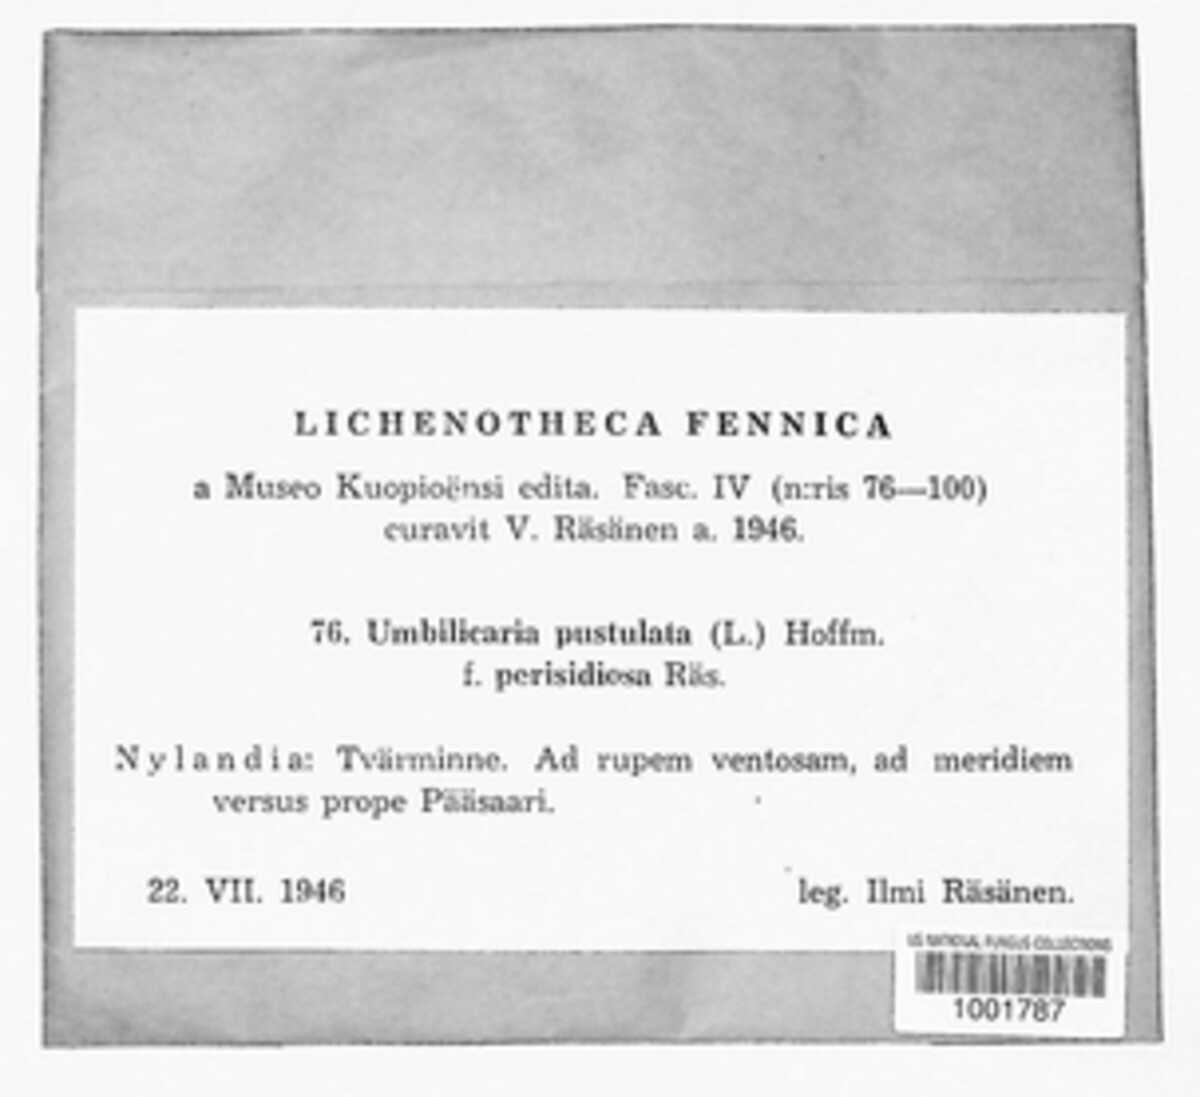 LICHENOTHECA FENNICA
a Museo Kuopioënsi edita. Fasc. IV (n:ris 76—100)
curavit V. Räsänen a. 1946.
76. Umbilicaria pustulata (L.) Hoffm.
f. perisidiosa Räs.
Nylandia: Tvärminne. Ad rupem ventosam, ad meridiem
versus prope Pääsaari.
22. VII. 1946
leg. Ilmi Räsänen.
US NATIONAL FUNGUS COLLECTIONS
1001787